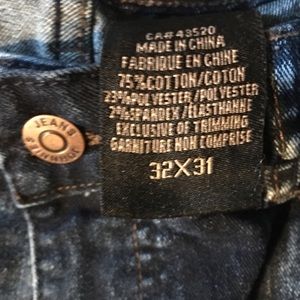 CA# 49520
MADE IN CHINA
FABRIQUE EN CHINE
75%COTTON/COTON
23%POLYESTER/POLYESTER
2%SPANDEX/ELASTHANNE
EXCLUSIVE OF TRIMMING
GARNITURE NON COMPRISE
32X31
JEANS